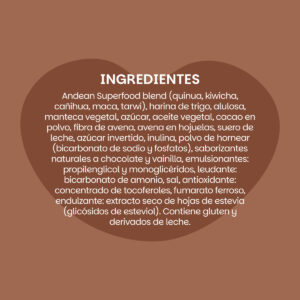 INGREDIENTES
Andean Superfood blend (quinua, kiwicha,
cañihua, maca, tarwi), harina de trigo, alulosa,
manteca vegetal, azúcar, aceite vegetal, cacao en
polvo, fibra de avena, avena en hojuelas, suero de
leche, azúcar invertido, inulina, polvo de hornear
(bicarbonato de sodio y fosfatos), saborizantes
naturales a chocolate y vainilla, emulsionantes:
propilenglicol y monoglicéridos, leudante:
bicarbonato de amonio, sal, antioxidante:
concentrado de tocoferoles, fumarato ferroso,
endulzante: extracto seco de hojas de estevia
(glicósidos de esteviol). Contiene gluten y
derivados de leche.